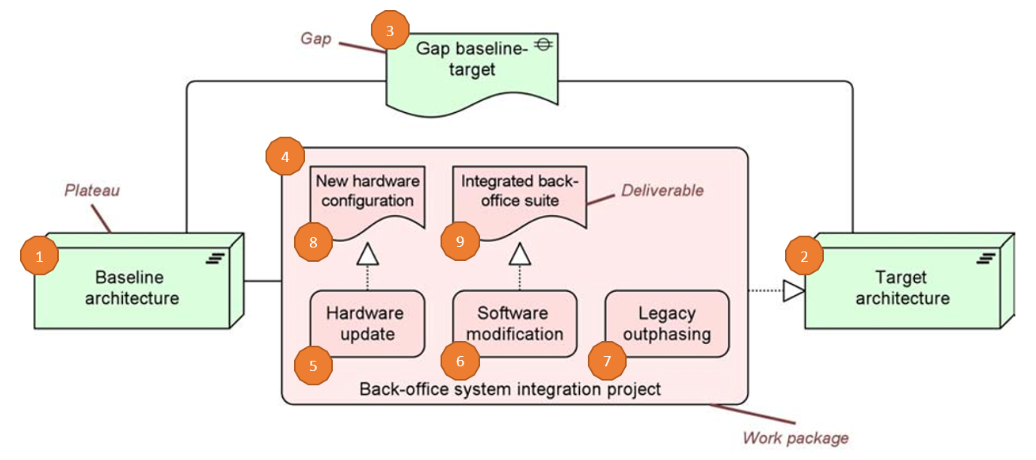 3
Gap
Gap baseline-
target
4
New hardware
configuration
Integrated back-
office suite
Deliverable
Plateau
8
9
1
Baseline
architecture
2
Target
architecture
Hardware
update
Software
modification
Legacy
outphasing
5
6
7
Back-office system integration project
Work package